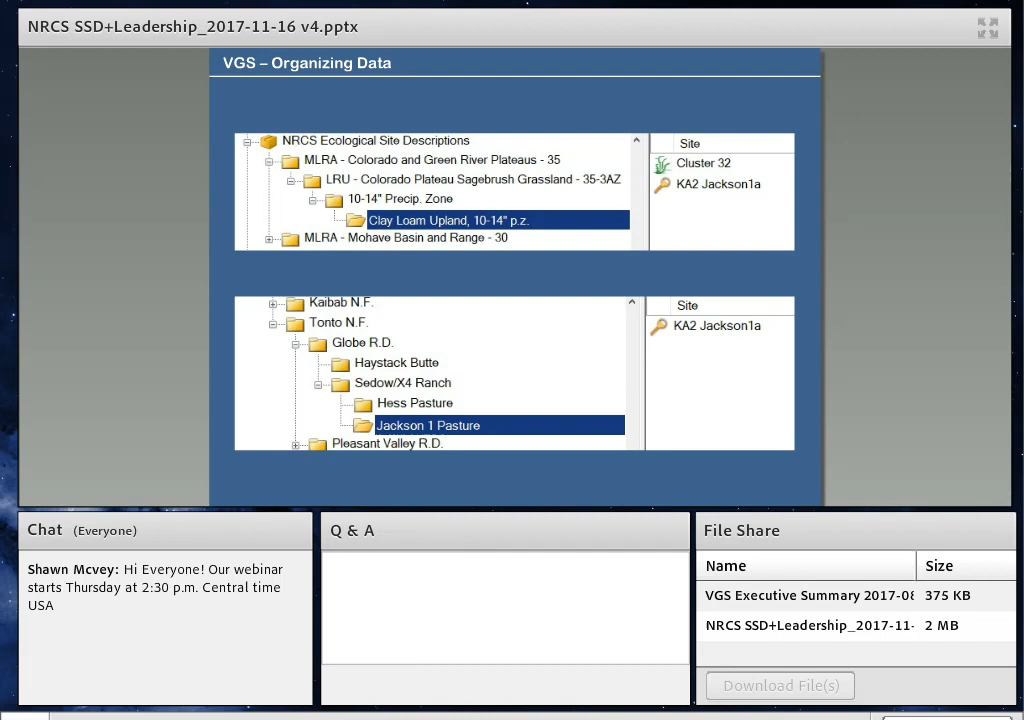 NRCS SSD+Leadership_2017-11-16 v4.pptx
VGS – Organizing Data
NRCS Ecological Site Descriptions
MLRA - Colorado and Green River Plateaus - 35
LRU - Colorado Plateau Sagebrush Grassland - 35-3AZ
10-14" Precip. Zone
Clay Loam Upland, 10-14" p.z.
MLRA - Mohave Basin and Range - 30
Site
Cluster 32
KA2 Jackson1a
Kaibab N.F.
Tonto N.F.
Globe R.D.
Haystack Butte
Sedow/X4 Ranch
Hess Pasture
Jackson 1 Pasture
Pleasant Valley R.D.
Site
KA2 Jackson1a
Chat (Everyone)
Shawn Mcvey: Hi Everyone! Our webinar
starts Thursday at 2:30 p.m. Central time
USA
Q & A
File Share
Name Size
VGS Executive Summary 2017-08 375 KB
NRCS SSD+Leadership_2017-11- 2 MB
Download File(s)